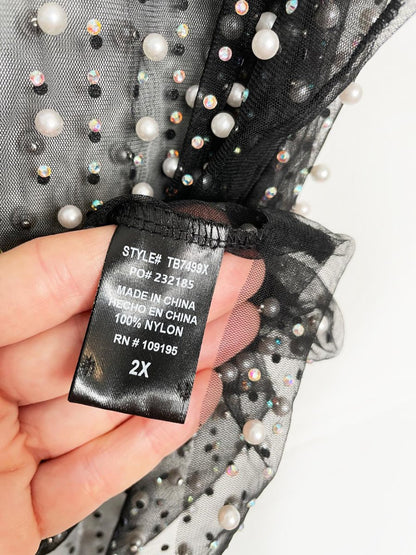 STYLE# TB7499X
PO# 232185
MADE IN CHINA
HECHO EN CHINA
100% NYLON
RN # 109195
2X